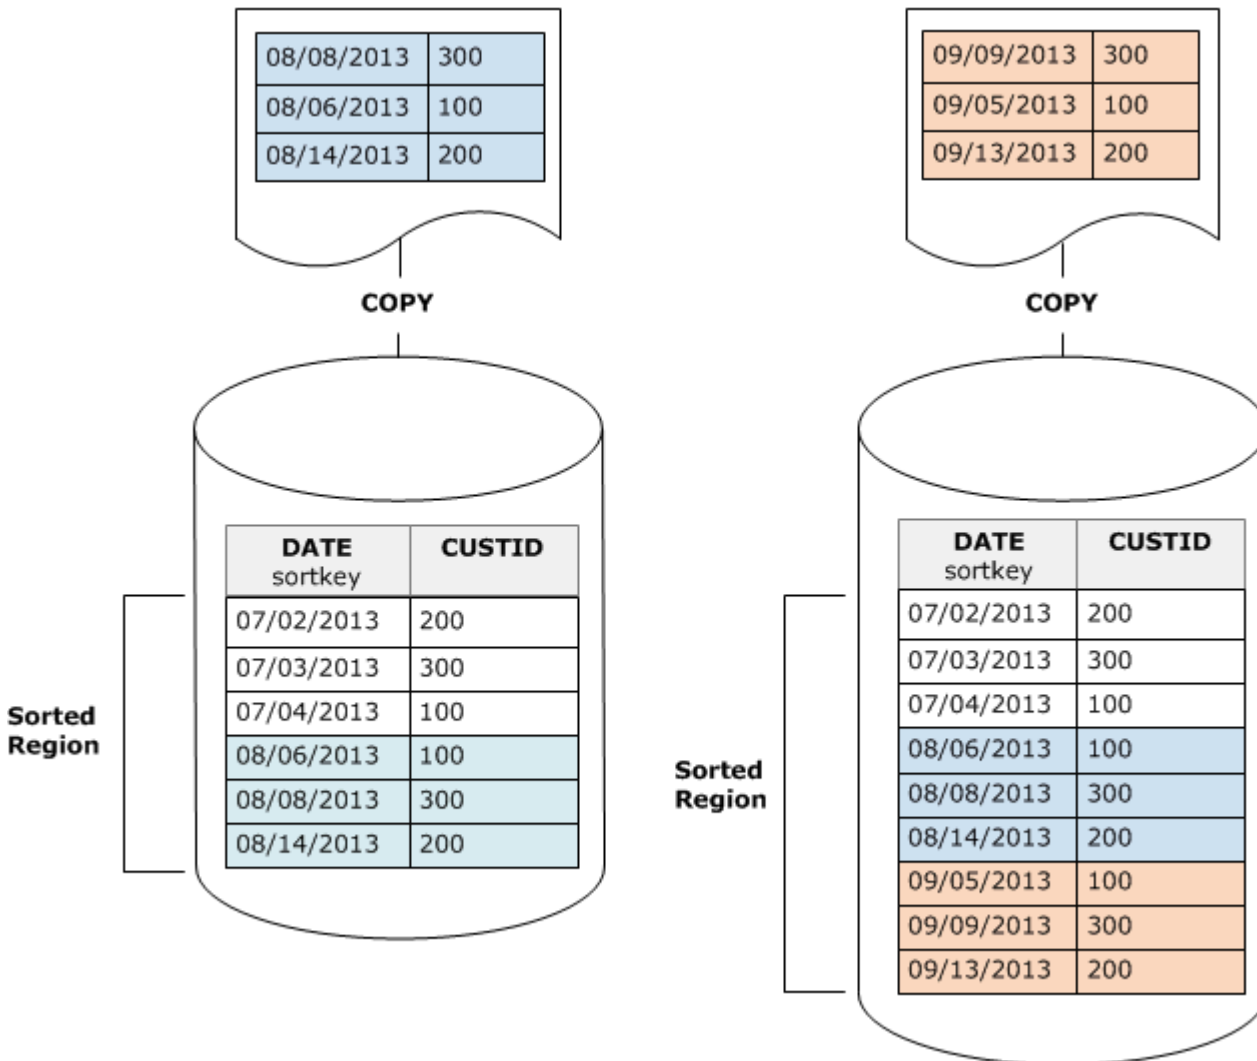 08/08/2013 300
08/06/2013 100
08/14/2013 200
COPY
DATE CUSTID
sortkey
07/02/2013 200
07/03/2013 300
07/04/2013 100
08/06/2013 100
08/08/2013 300
08/14/2013 200
Sorted
Region
09/09/2013 300
09/05/2013 100
09/13/2013 200
COPY
DATE CUSTID
sortkey
07/02/2013 200
07/03/2013 300
07/04/2013 100
08/06/2013 100
08/08/2013 300
08/14/2013 200
09/05/2013 100
09/09/2013 300
09/13/2013 200
Sorted
Region